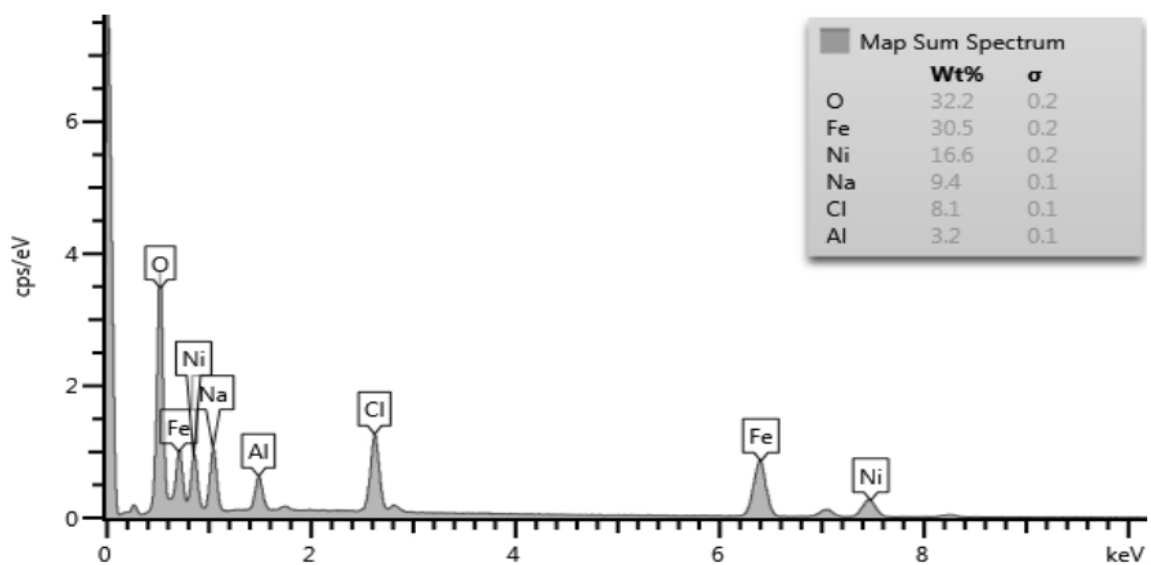 Map Sum Spectrum
Wt% σ
O 32.2 0.2
Fe 30.5 0.2
Ni 16.6 0.2
Na 9.4 0.1
Cl 8.1 0.1
Al 3.2 0.1
6
4
2
0
cps/eV
O
Ni
Na
Fe
Al
Cl
Fe
Ni
0 2 4 6 8 keV